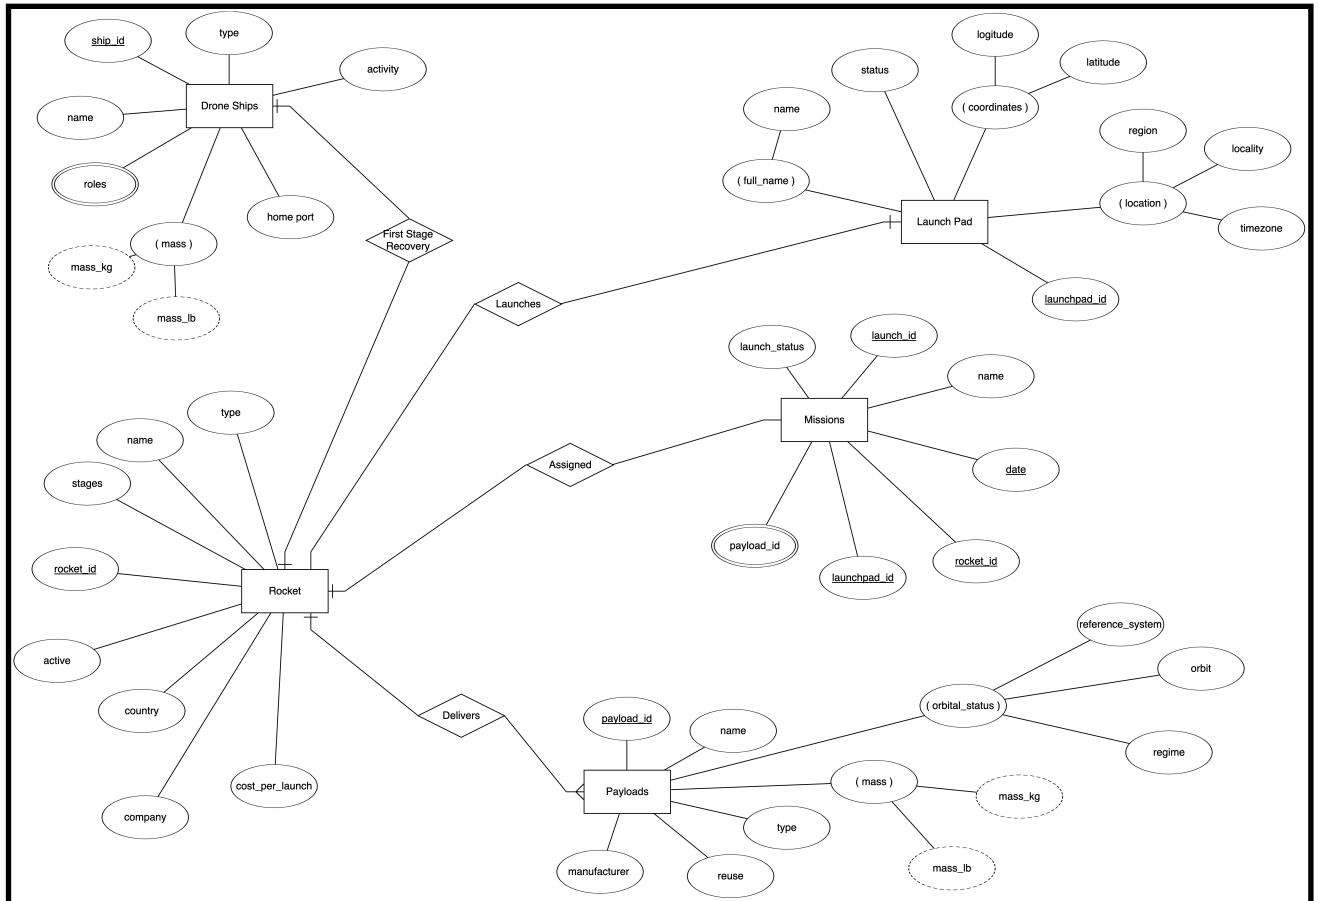 ship_id
type
activity
Drone Ships
name
roles
home port
( mass )
mass_kg
mass_lb
First Stage
Recovery
Launches
logitude
latitude
status
( coordinates )
name
( full_name )
region
locality
( location )
timezone
Launch Pad
launchpad_id
launch_status
launch_id
name
Missions
date
payload_id
launchpad_id
rocket_id
Assigned
type
name
stages
rocket_id
Rocket
active
country
company
cost_per_launch
Delivers
payload_id
name
Payloads
manufacturer
reuse
type
( mass )
mass_kg
mass_lb
( orbital_status )
reference_system
orbit
regime